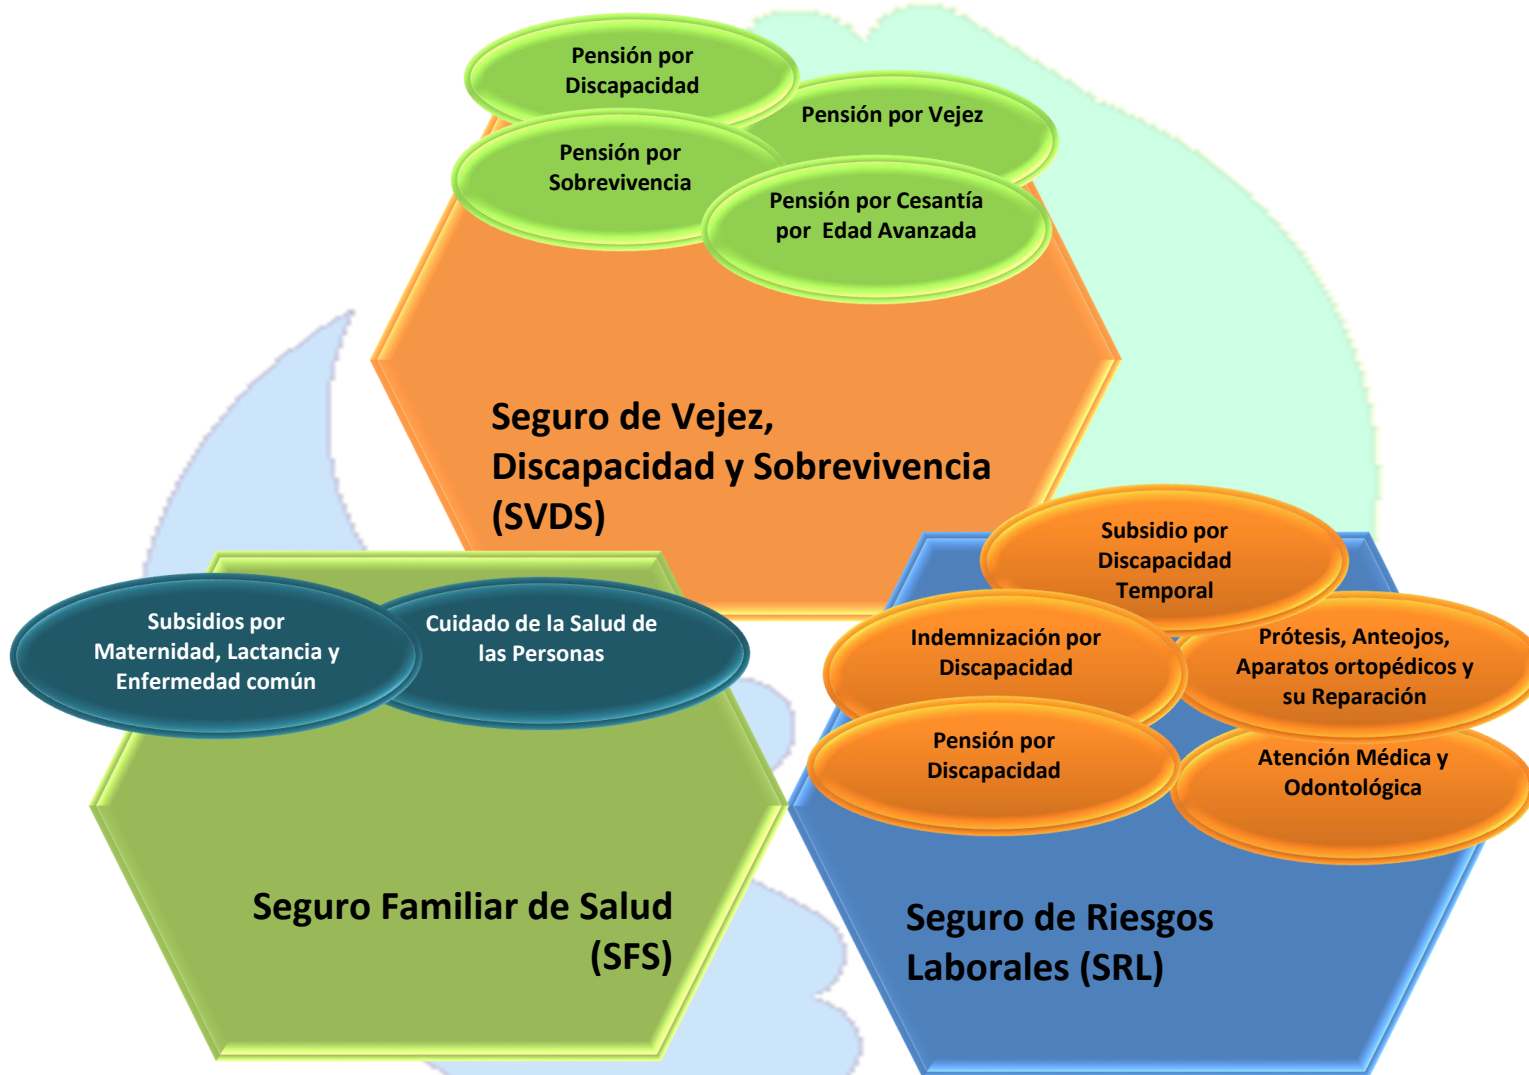 Pensión por
Discapacidad
Pensión por Vejez
Pensión por
Sobrevivencia
Pensión por Cesantía
por Edad Avanzada
Seguro de Vejez,
Discapacidad y Sobrevivencia
(SVDS)
Subsidios por
Maternidad, Lactancia y
Enfermedad común
Cuidado de la Salud de
las Personas
Seguro Familiar de Salud
(SFS)
Subsidio por
Discapacidad
Temporal
Indemnización por
Discapacidad
Prótesis, Anteojos,
Aparatos ortopédicos y
su Reparación
Pensión por
Discapacidad
Atención Médica y
Odontológica
Seguro de Riesgos
Laborales (SRL)